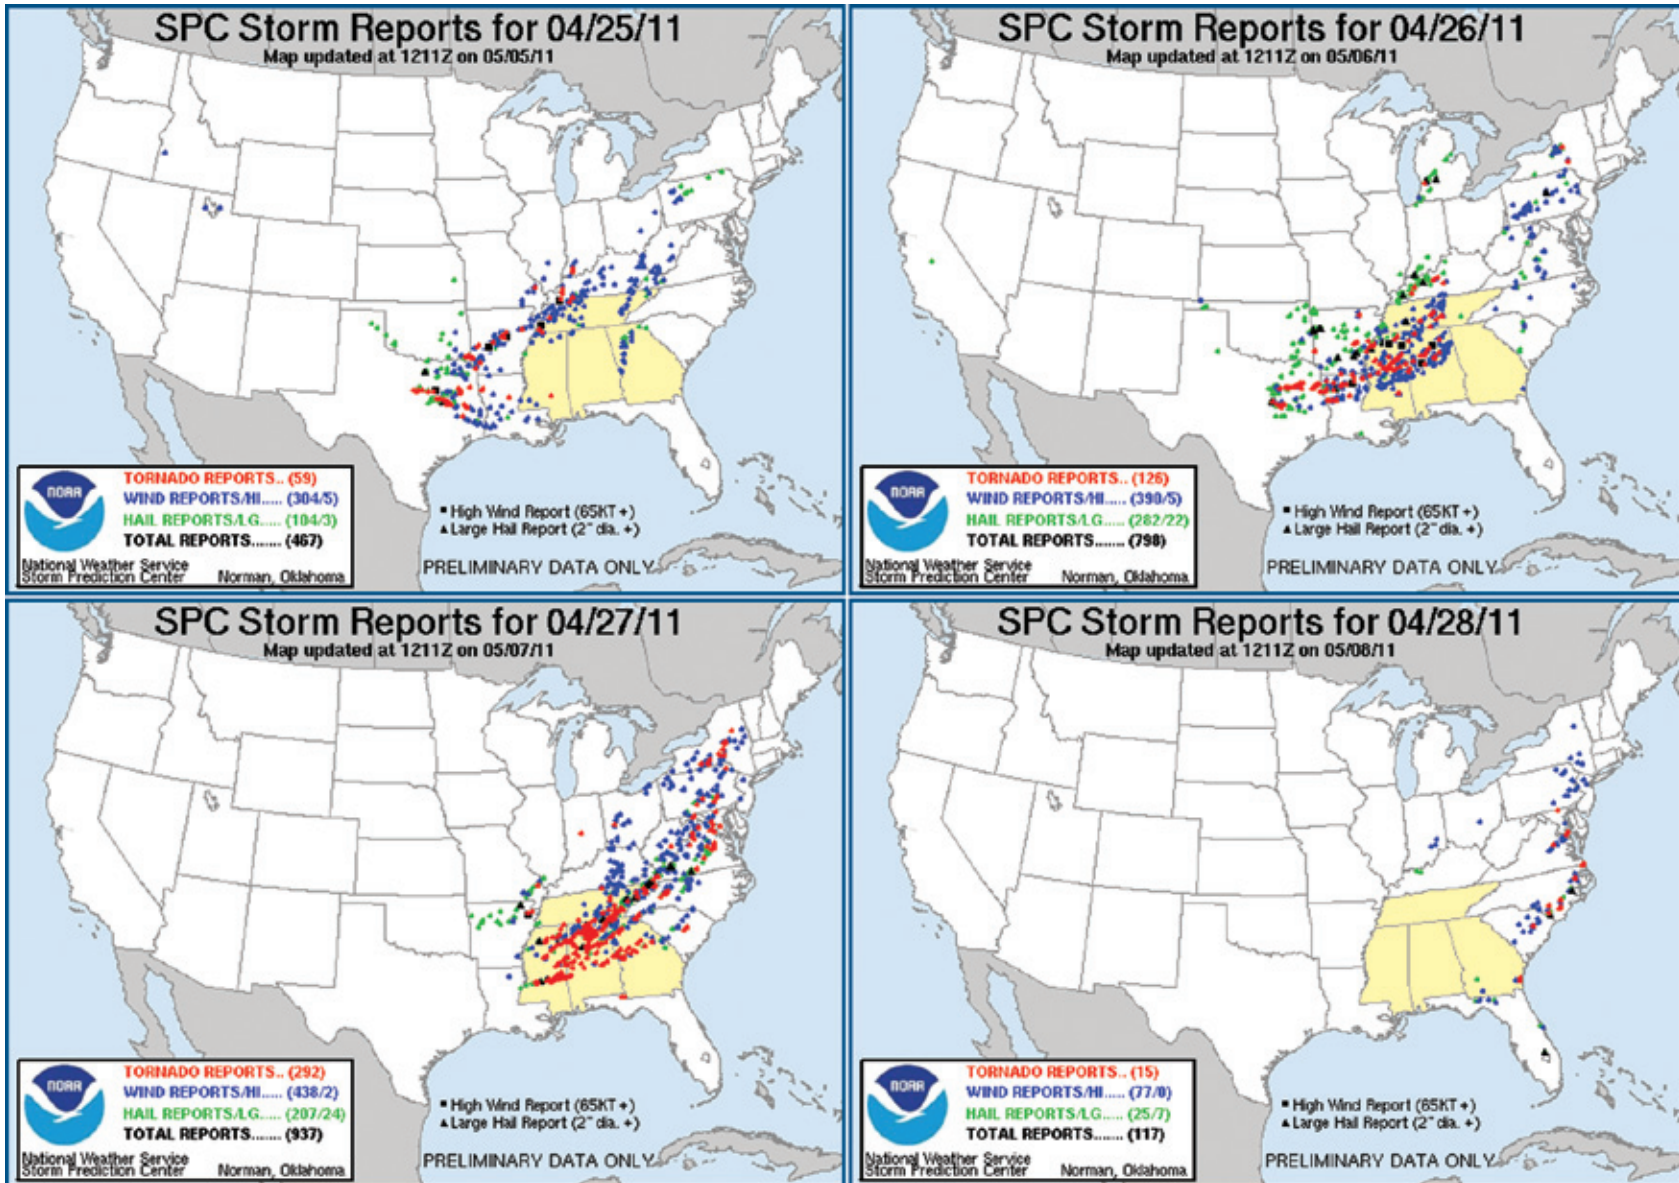 SPC Storm Reports for 04/25/11
Map updated at 1211Z on 05/05/11
NOAA
TORNADO REPORTS.. (59)
WIND REPORTS/HI..... (304/5)
HAIL REPORTS/LG..... (104/3)
TOTAL REPORTS....... (467)
National Weather Service
Storm Prediction Center Norman, Oklahoma
■ High Wind Report (65KT +)
▲ Large Hail Report (2" dia. +)
PRELIMINARY DATA ONLY
SPC Storm Reports for 04/26/11
Map updated at 1211Z on 05/06/11
NOAA
TORNADO REPORTS.. (126)
WIND REPORTS/HI..... (390/5)
HAIL REPORTS/LG..... (282/22)
TOTAL REPORTS....... (798)
National Weather Service
Storm Prediction Center Norman, Oklahoma
■ High Wind Report (65KT +)
▲ Large Hail Report (2" dia. +)
PRELIMINARY DATA ONLY
SPC Storm Reports for 04/27/11
Map updated at 1211Z on 05/07/11
NOAA
TORNADO REPORTS.. (292)
WIND REPORTS/HI..... (438/2)
HAIL REPORTS/LG..... (207/24)
TOTAL REPORTS....... (937)
National Weather Service
Storm Prediction Center Norman, Oklahoma
■ High Wind Report (65KT +)
▲ Large Hail Report (2" dia. +)
PRELIMINARY DATA ONLY
SPC Storm Reports for 04/28/11
Map updated at 1211Z on 05/08/11
NOAA
TORNADO REPORTS.. (15)
WIND REPORTS/HI..... (77/0)
HAIL REPORTS/LG..... (25/7)
TOTAL REPORTS....... (117)
National Weather Service
Storm Prediction Center Norman, Oklahoma
■ High Wind Report (65KT +)
▲ Large Hail Report (2" dia. +)
PRELIMINARY DATA ONLY